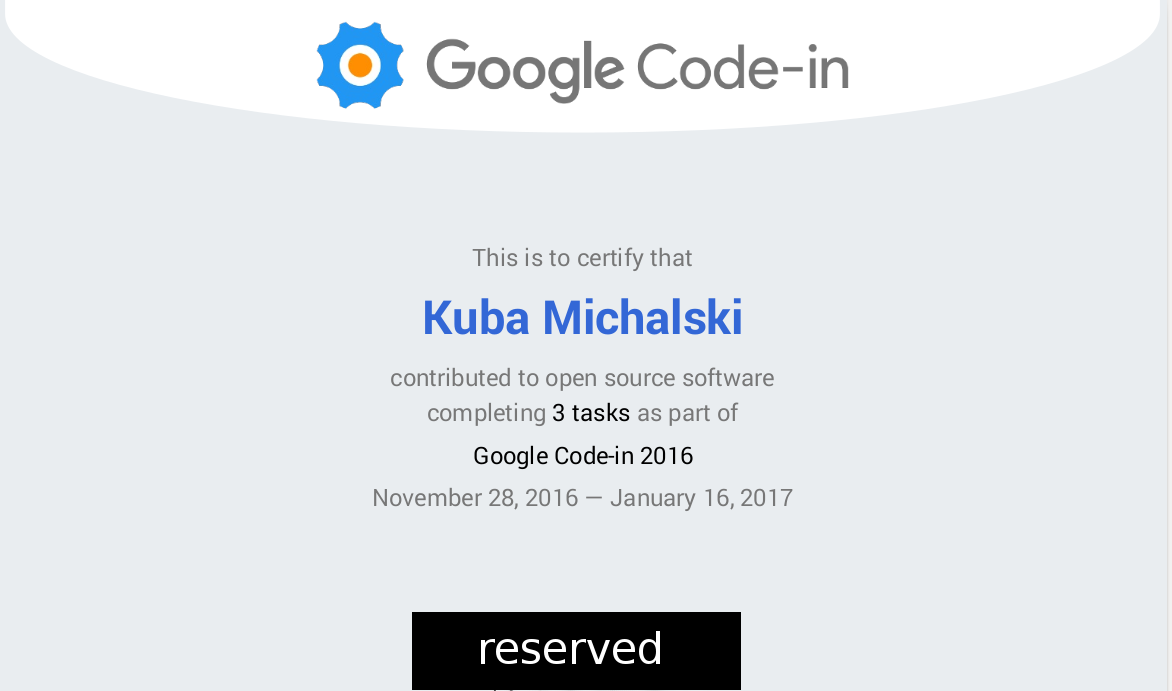 Google Code-in
This is to certify that
Kuba Michalski
contributed to open source software
completing 3 tasks as part of
Google Code-in 2016
November 28, 2016 — January 16, 2017
reserved